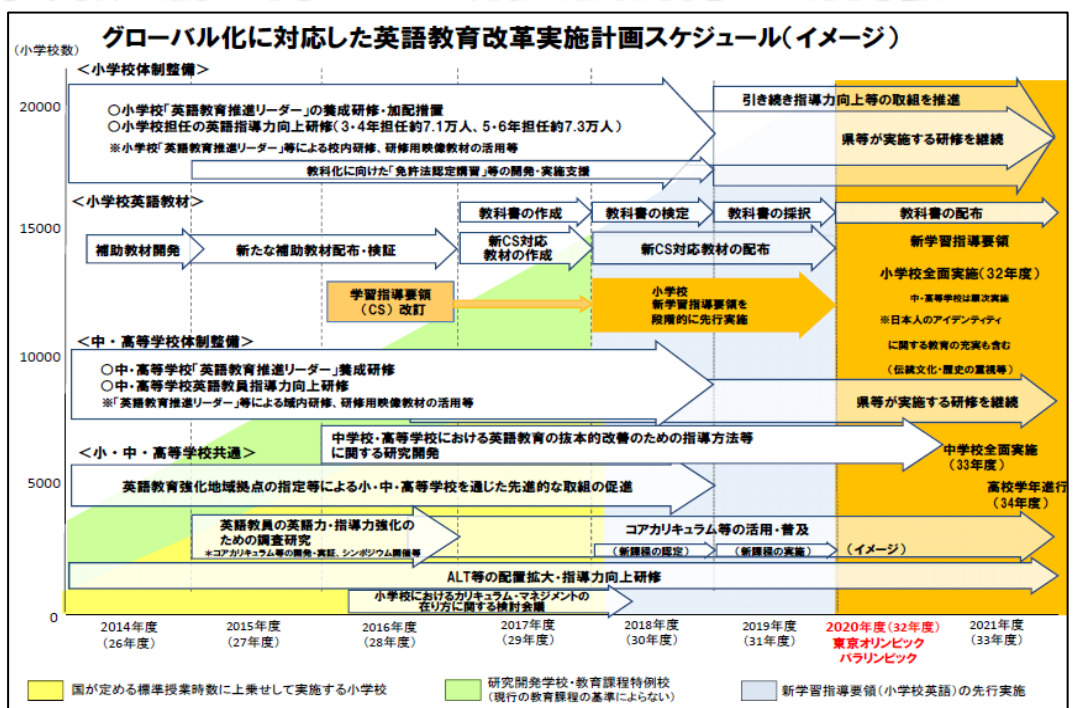 グローバル化に対応した英語教育改革実施計画スケジュール(イメージ)
(小学校数)
20000
15000
10000
5000
0
<小学校体制整備>
○小学校「英語教育推進リーダー」の養成研修・加配措置
○小学校担任の英語指導力向上研修(3・4年担任約7.1万人、5・6年担任約7.3万人)
※小学校「英語教育推進リーダー」等による校内研修、研修用映像教材の活用等
引き続き指導力向上等の取組を推進
県等が実施する研修を継続
教科化に向けた「免許法認定講習」等の開発・実施支援
<小学校英語教材>
教科書の作成
教科書の検定
教科書の採択
教科書の配布
補助教材開発
新たな補助教材配布・検証
新CS対応
教材の作成
新CS対応教材の配布
学習指導要領
(CS)改訂
小学校
新学習指導要領を
段階的に先行実施
新学習指導要領
小学校全面実施(32年度)
中・高等学校は順次実施
※日本人のアイデンティティ
に関する教育の充実も含む
(伝統文化・歴史の重視等)
<中・高等学校体制整備>
○中・高等学校「英語教育推進リーダー」養成研修
○中・高等学校英語教員指導力向上研修
※「英語教育推進リーダー」等による域内研修、研修用映像教材の活用等
県等が実施する研修を継続
中学校・高等学校における英語教育の抜本的改善のための指導方法等
に関する研究開発
中学校全面実施
(33年度)
高校学年進行
(34年度)
<小・中・高等学校共通>
英語教育強化地域拠点の指定等による小・中・高等学校を通じた先進的な取組の促進
英語教員の英語力・指導力強化の
ための調査研究
*コアカリキュラム等の開発・実証、シンポジウム開催等
コアカリキュラム等の活用・普及
(新課程の認定)
(新課程の実施)
(イメージ)
ALT等の配置拡大・指導力向上研修
小学校におけるカリキュラム・マネジメントの
在り方に関する検討会議
2014年度
(26年度)
2015年度
(27年度)
2016年度
(28年度)
2017年度
(29年度)
2018年度
(30年度)
2019年度
(31年度)
2020年度(32年度)
東京オリンピック
パラリンピック
2021年度
(33年度)
国が定める標準授業時数に上乗せして実施する小学校
研究開発学校・教育課程特例校
(現行の教育課程の基準によらない)
新学習指導要領(小学校英語)の先行実施